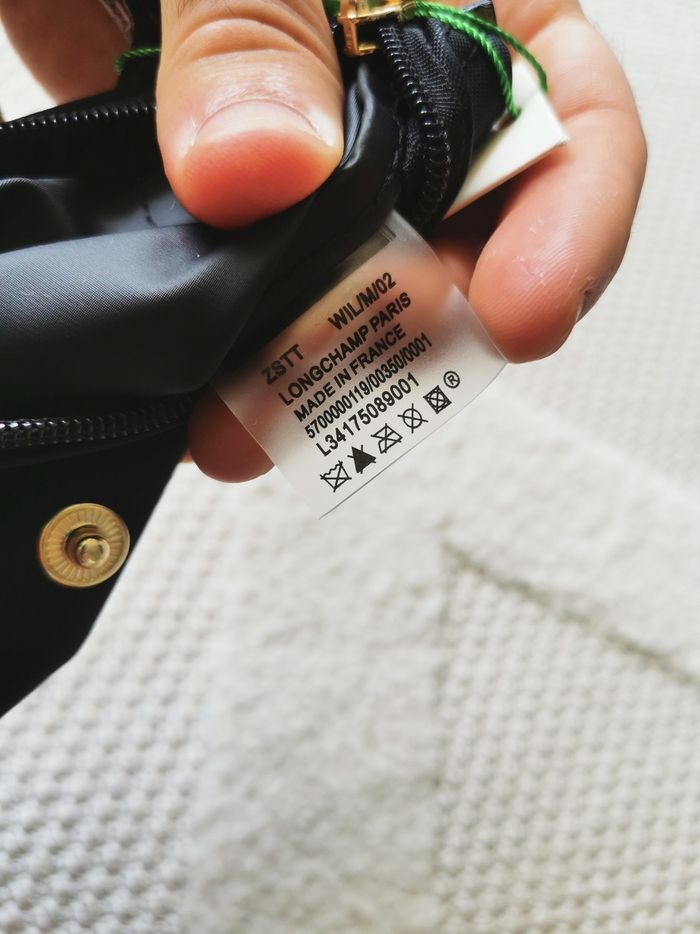 ZSTT WIL/M/02
LONGCHAMP PARIS
MADE IN FRANCE
5700000119/00350/0001
L34175089001
®